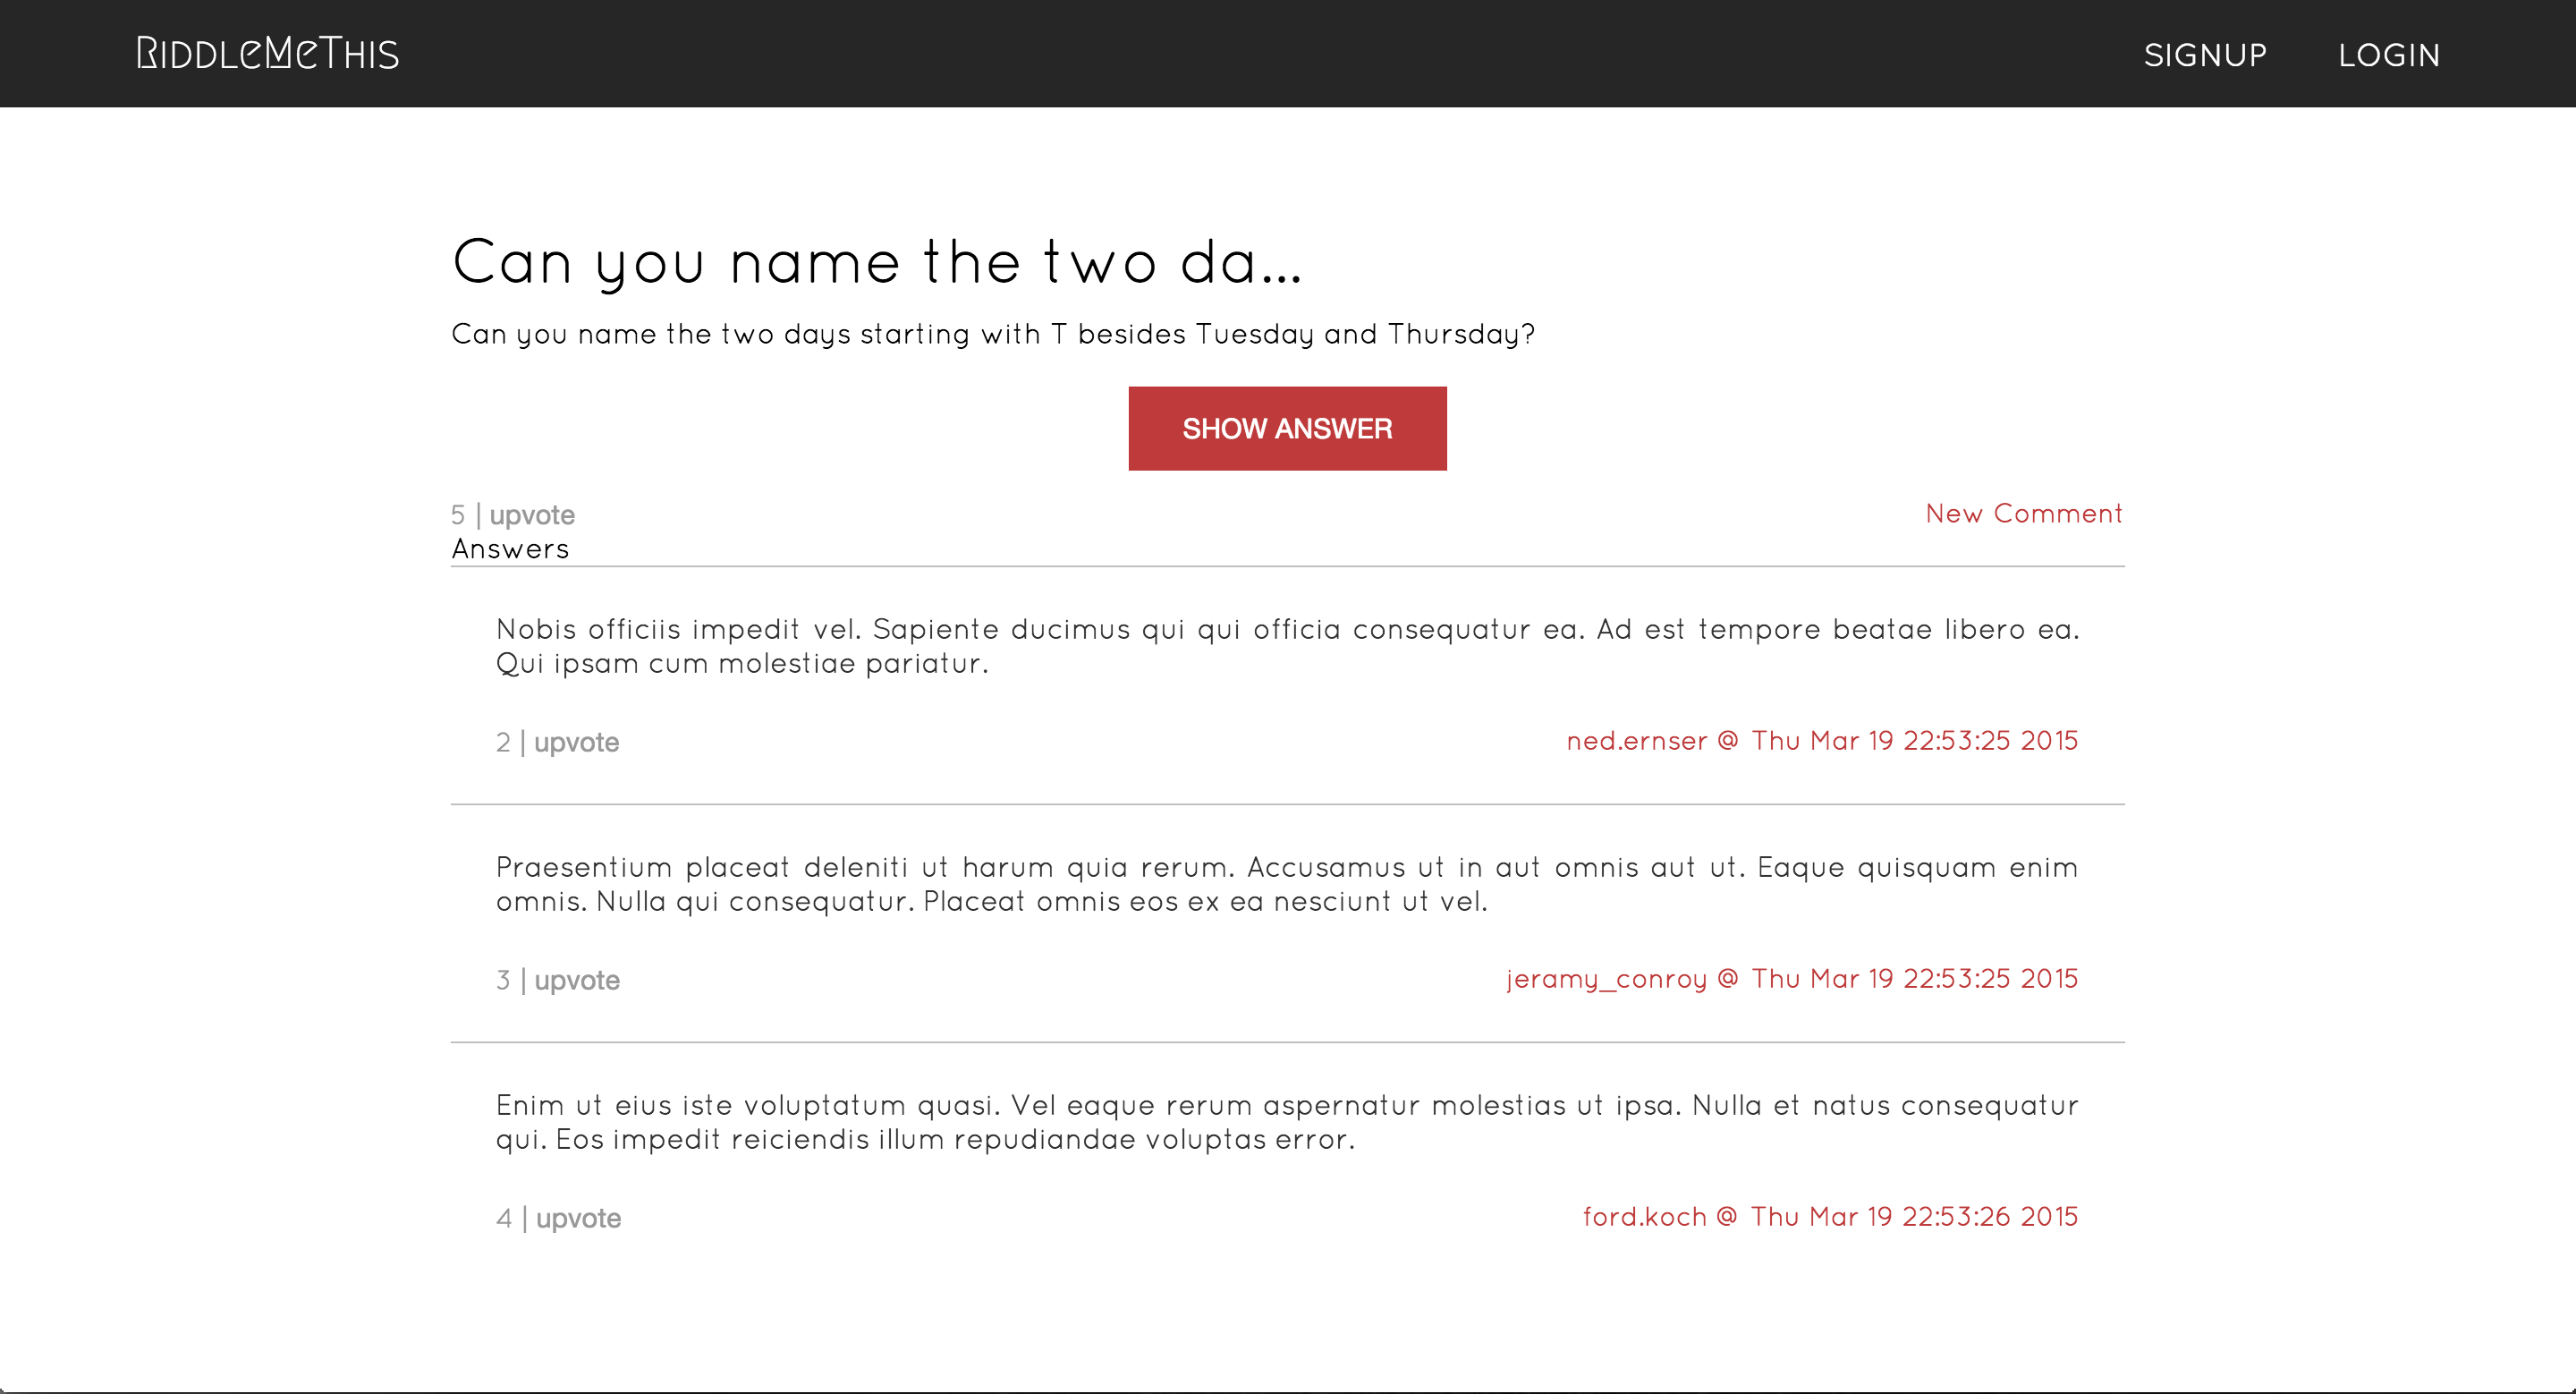 RiddleMeThis
SIGNUP LOGIN
Can you name the two da...
Can you name the two days starting with T besides Tuesday and Thursday?
SHOW ANSWER
5 | upvote New Comment
Answers
Nobis officiis impedit vel. Sapiente ducimus qui qui officia consequatur ea. Ad est tempore beatae libero ea.
Qui ipsam cum molestiae pariatur.
2 | upvote ned.ernser @ Thu Mar 19 22:53:25 2015
Praesentium placeat deleniti ut harum quia rerum. Accusamus ut in aut omnis aut ut. Eaque quisquam enim
omnis. Nulla qui consequatur. Placeat omnis eos ex ea nesciunt ut vel.
3 | upvote jeramy_conroy @ Thu Mar 19 22:53:25 2015
Enim ut eius iste voluptatum quasi. Vel eaque rerum aspernatur molestias ut ipsa. Nulla et natus consequatur
qui. Eos impedit reiciendis illum repudiandae voluptas error.
4 | upvote ford.koch @ Thu Mar 19 22:53:26 2015